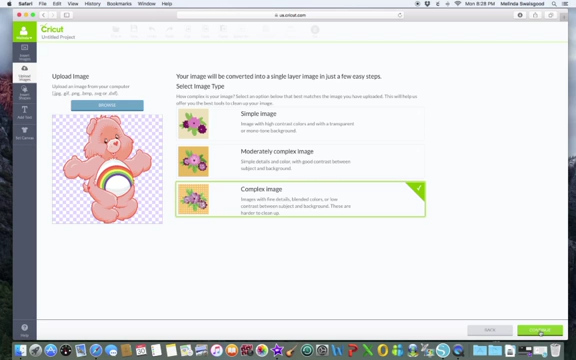 Safari File Edit View History Bookmarks Window Help
Mon 8:28 PM Melinda Swaisgood
us.cricut.com
Cricut
Untitled Project
Upload Image
Upload an image from your computer
(.jpg, .gif, .png, .bmp, .svg or .dxf).
BROWSE
Your image will be converted into a single layer image in just a few easy steps.
Select Image Type
How complex is your image? Select an option below that best matches the image you have uploaded. This will help us
offer you the best tools to clean up your image.
Simple image
Image with high contrast colors and with a transparent
or mono-tone background.
Moderately complex image
Simple details and color, with good contrast between
subject and background.
Complex image
Images with fine details, blended colors, or low
contrast between subject and background. These are
harder to clean up.
Insert
Images
Upload
Images
Insert
Shapes
Add Text
Set Canvas
Help
BACK
CONTINUE